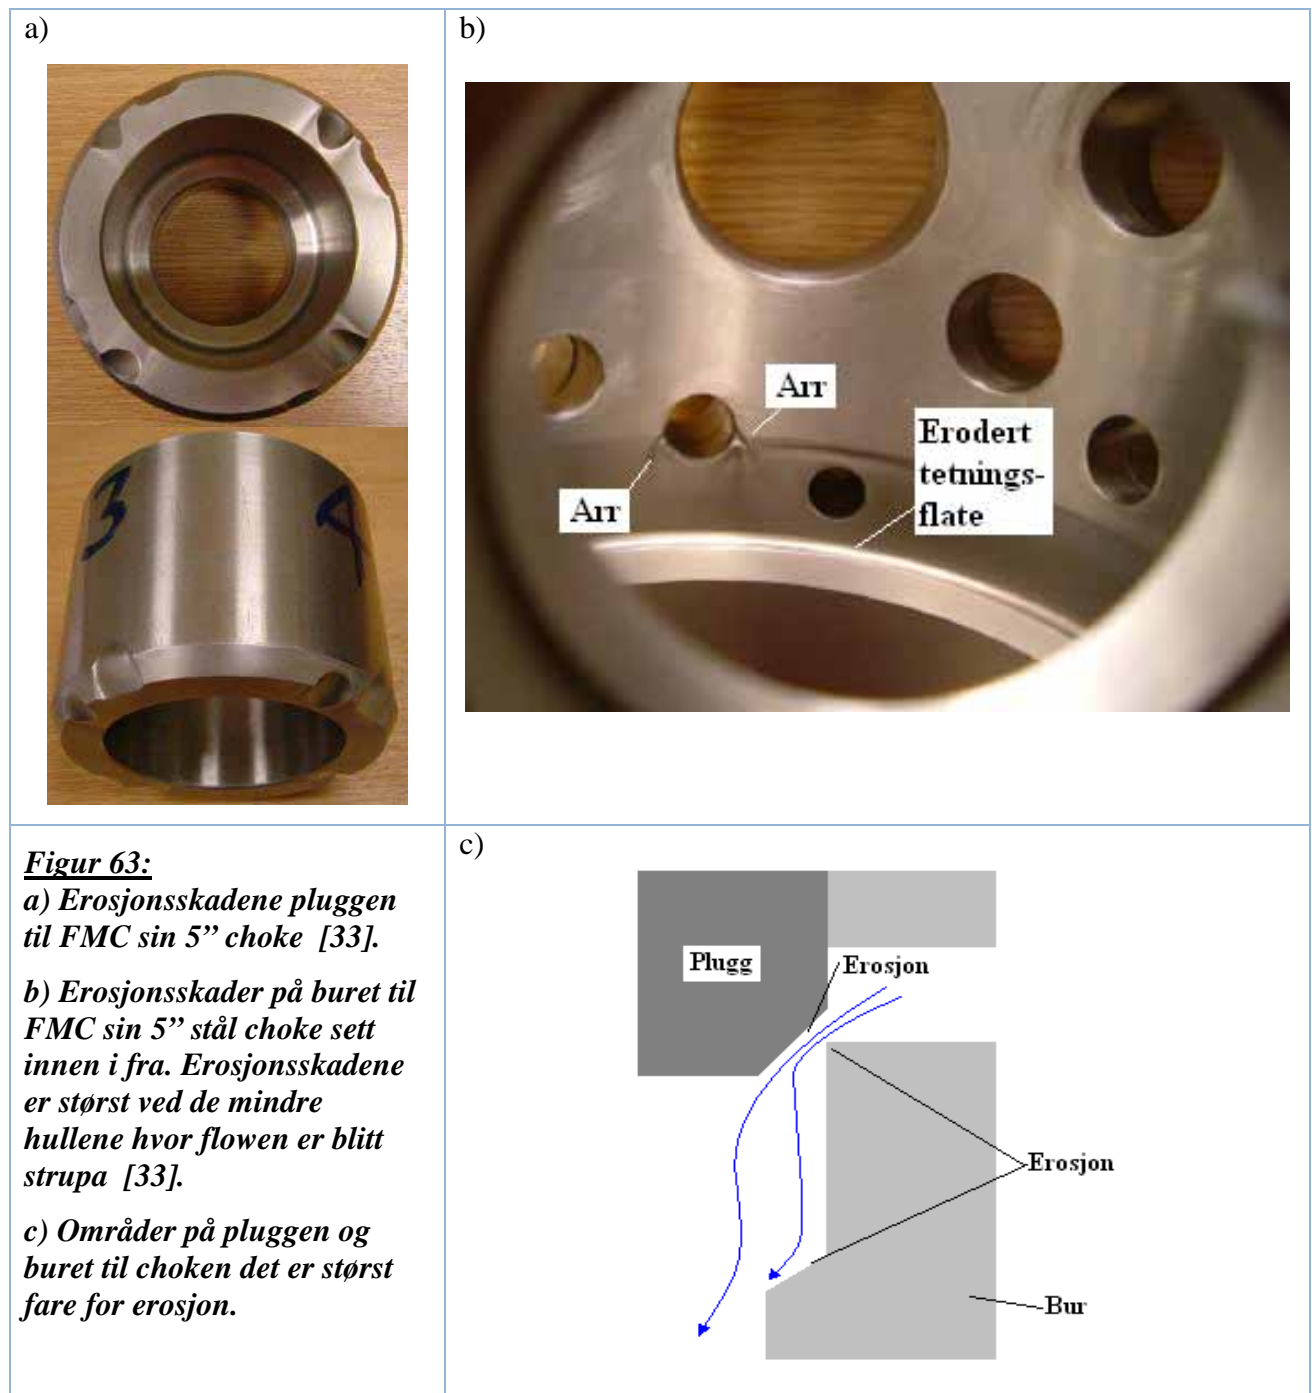 a)
3
b)
Arr
Arr
Erodert
tetnings-
flate
Figur 63:
a) Erosjonsskadene pluggen
til FMC sin 5” choke [33].
b) Erosjonsskader på buret til
FMC sin 5” stål choke sett
innen i fra. Erosjonsskadene
er størst ved de mindre
hullene hvor flowen er blitt
strupa [33].
c) Områder på pluggen og
buret til choken det er størst
fare for erosjon.
c)
Plugg
Erosjon
Erosjon
Bur